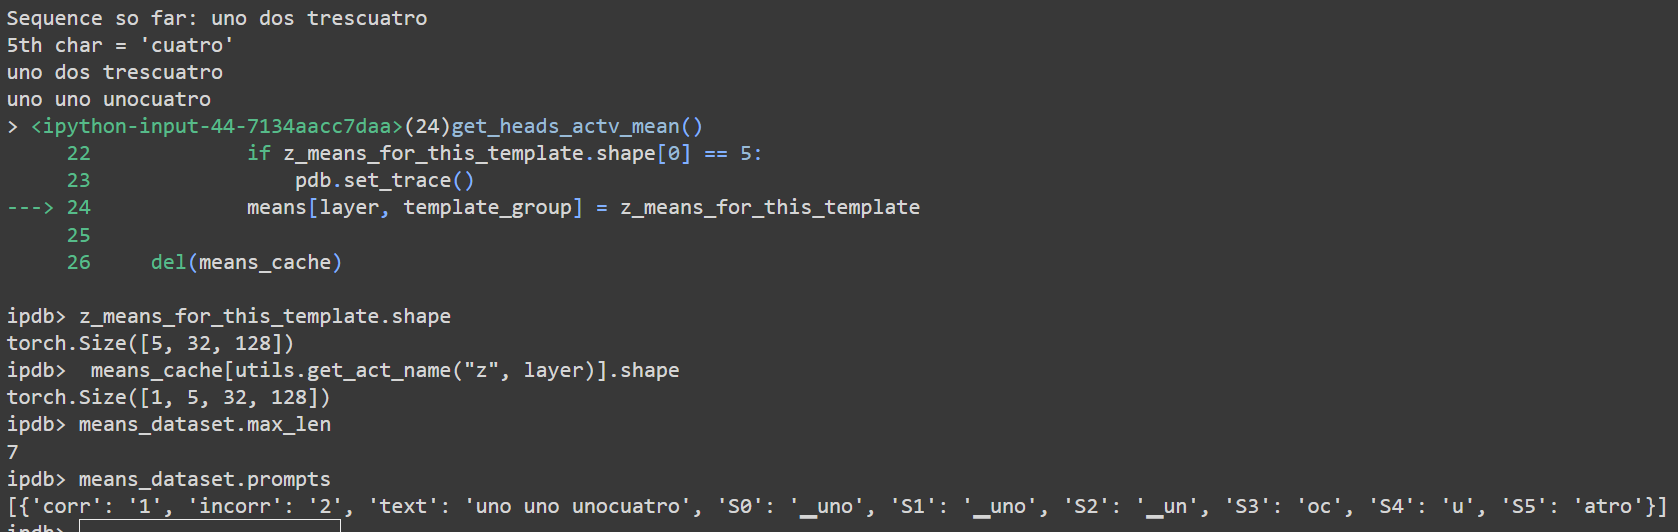 Sequence so far: uno dos trescuatro
5th char = 'cuatro'
uno dos trescuatro
uno uno unocuatro
> <ipython-input-44-7134aacc7daa>(24)get_heads_actv_mean()
     22             if z_means_for_this_template.shape[0] == 5:
     23                 pdb.set_trace()
---> 24             means[layer, template_group] = z_means_for_this_template
     25
     26     del(means_cache)
ipdb> z_means_for_this_template.shape
torch.Size([5, 32, 128])
ipdb>  means_cache[utils.get_act_name("z", layer)].shape
torch.Size([1, 5, 32, 128])
ipdb> means_dataset.max_len
7
ipdb> means_dataset.prompts
[{'corr': '1', 'incorr': '2', 'text': 'uno uno unocuatro', 'S0': '▁uno', 'S1': '▁uno', 'S2': '▁un', 'S3': 'oc', 'S4': 'u', 'S5': 'atro'}]
ipdb>